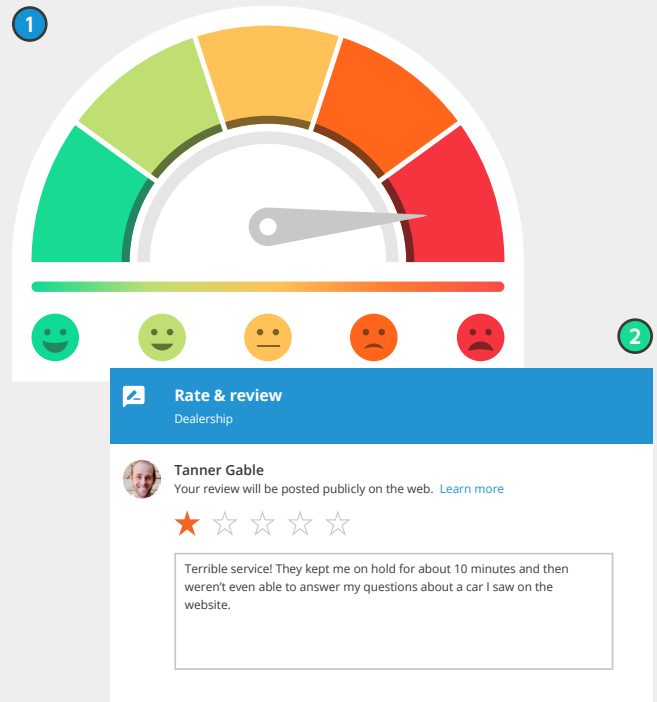 1
2
Rate & review
Dealership
Tanner Gable
Your review will be posted publicly on the web. Learn more
Terrible service! They kept me on hold for about 10 minutes and then
weren’t even able to answer my questions about a car I saw on the
website.